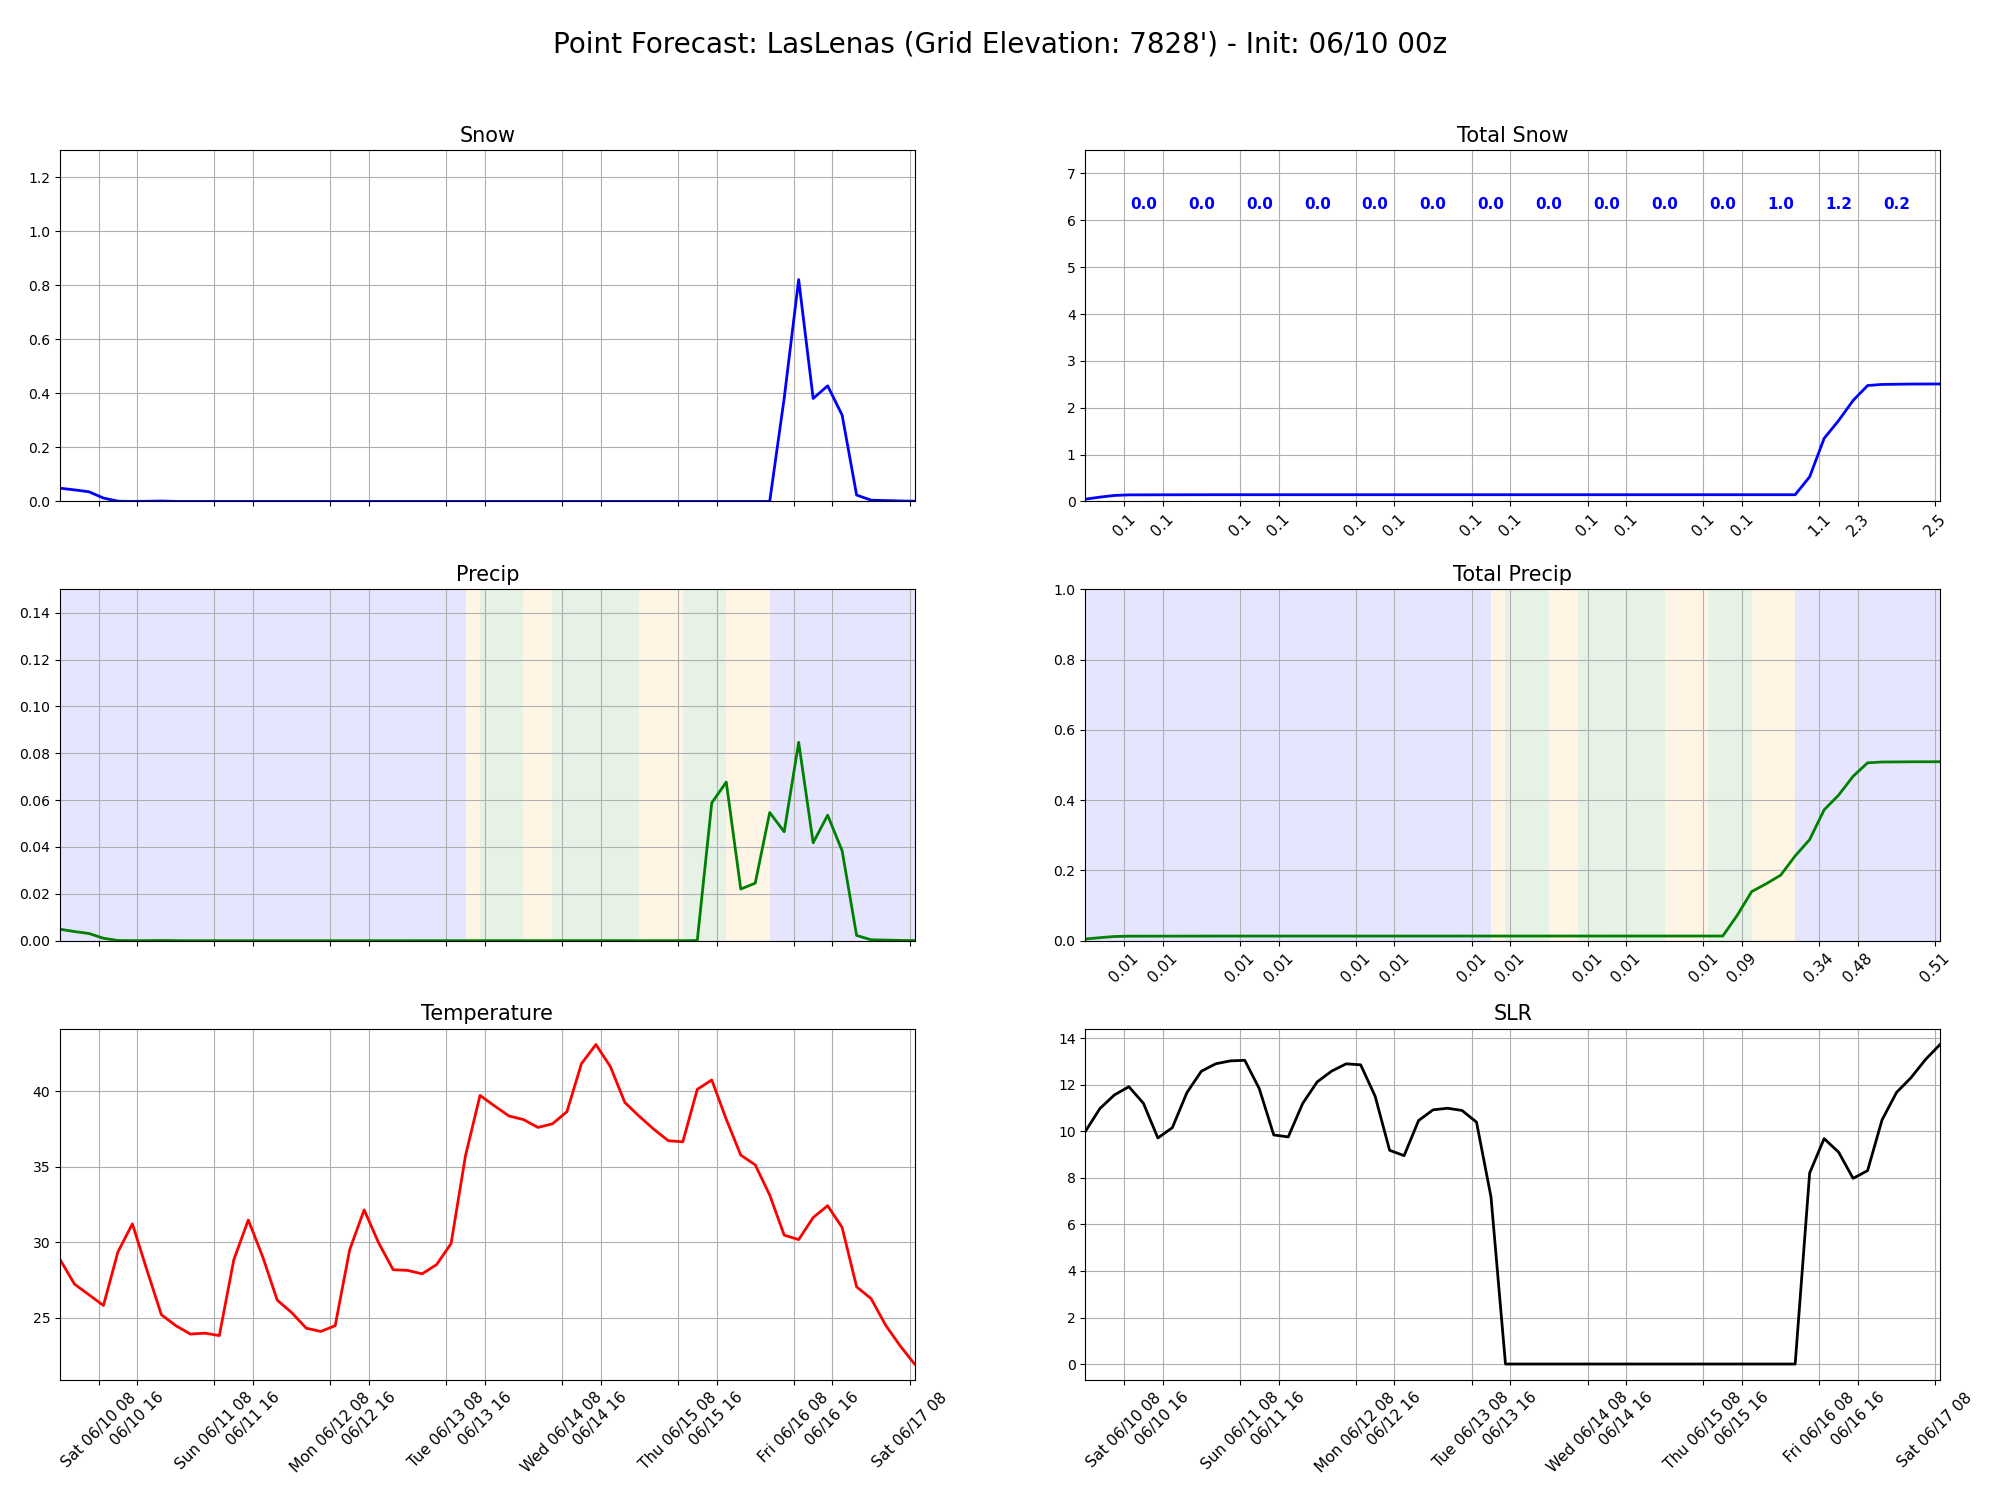 Point Forecast: LasLenas (Grid Elevation: 7828') - Init: 06/10 00z
Snow
1.2
1.0
0.8
0.6
0.4
0.2
0.0
Total Snow
7
6
5
4
3
2
1
0
0.0 0.0 0.0 0.0 0.0 0.0 0.0 0.0 0.0 0.0 0.0 1.0 1.2 0.2
0.1 0.1 0.1 0.1 0.1 0.1 0.1 0.1 0.1 0.1 0.1 0.1 1.1 2.3 2.5
Precip
0.14
0.12
0.10
0.08
0.06
0.04
0.02
0.00
Total Precip
1.0
0.8
0.6
0.4
0.2
0.0
0.01 0.01 0.01 0.01 0.01 0.01 0.01 0.01 0.01 0.01 0.01 0.09 0.34 0.48 0.51
Temperature
40
35
30
25
Sat 06/10 08
06/10 16
Sun 06/11 08
06/11 16
Mon 06/12 08
06/12 16
Tue 06/13 08
06/13 16
Wed 06/14 08
06/14 16
Thu 06/15 08
06/15 16
Fri 06/16 08
06/16 16
Sat 06/17 08
SLR
14
12
10
8
6
4
2
0
Sat 06/10 08
06/10 16
Sun 06/11 08
06/11 16
Mon 06/12 08
06/12 16
Tue 06/13 08
06/13 16
Wed 06/14 08
06/14 16
Thu 06/15 08
06/15 16
Fri 06/16 08
06/16 16
Sat 06/17 08